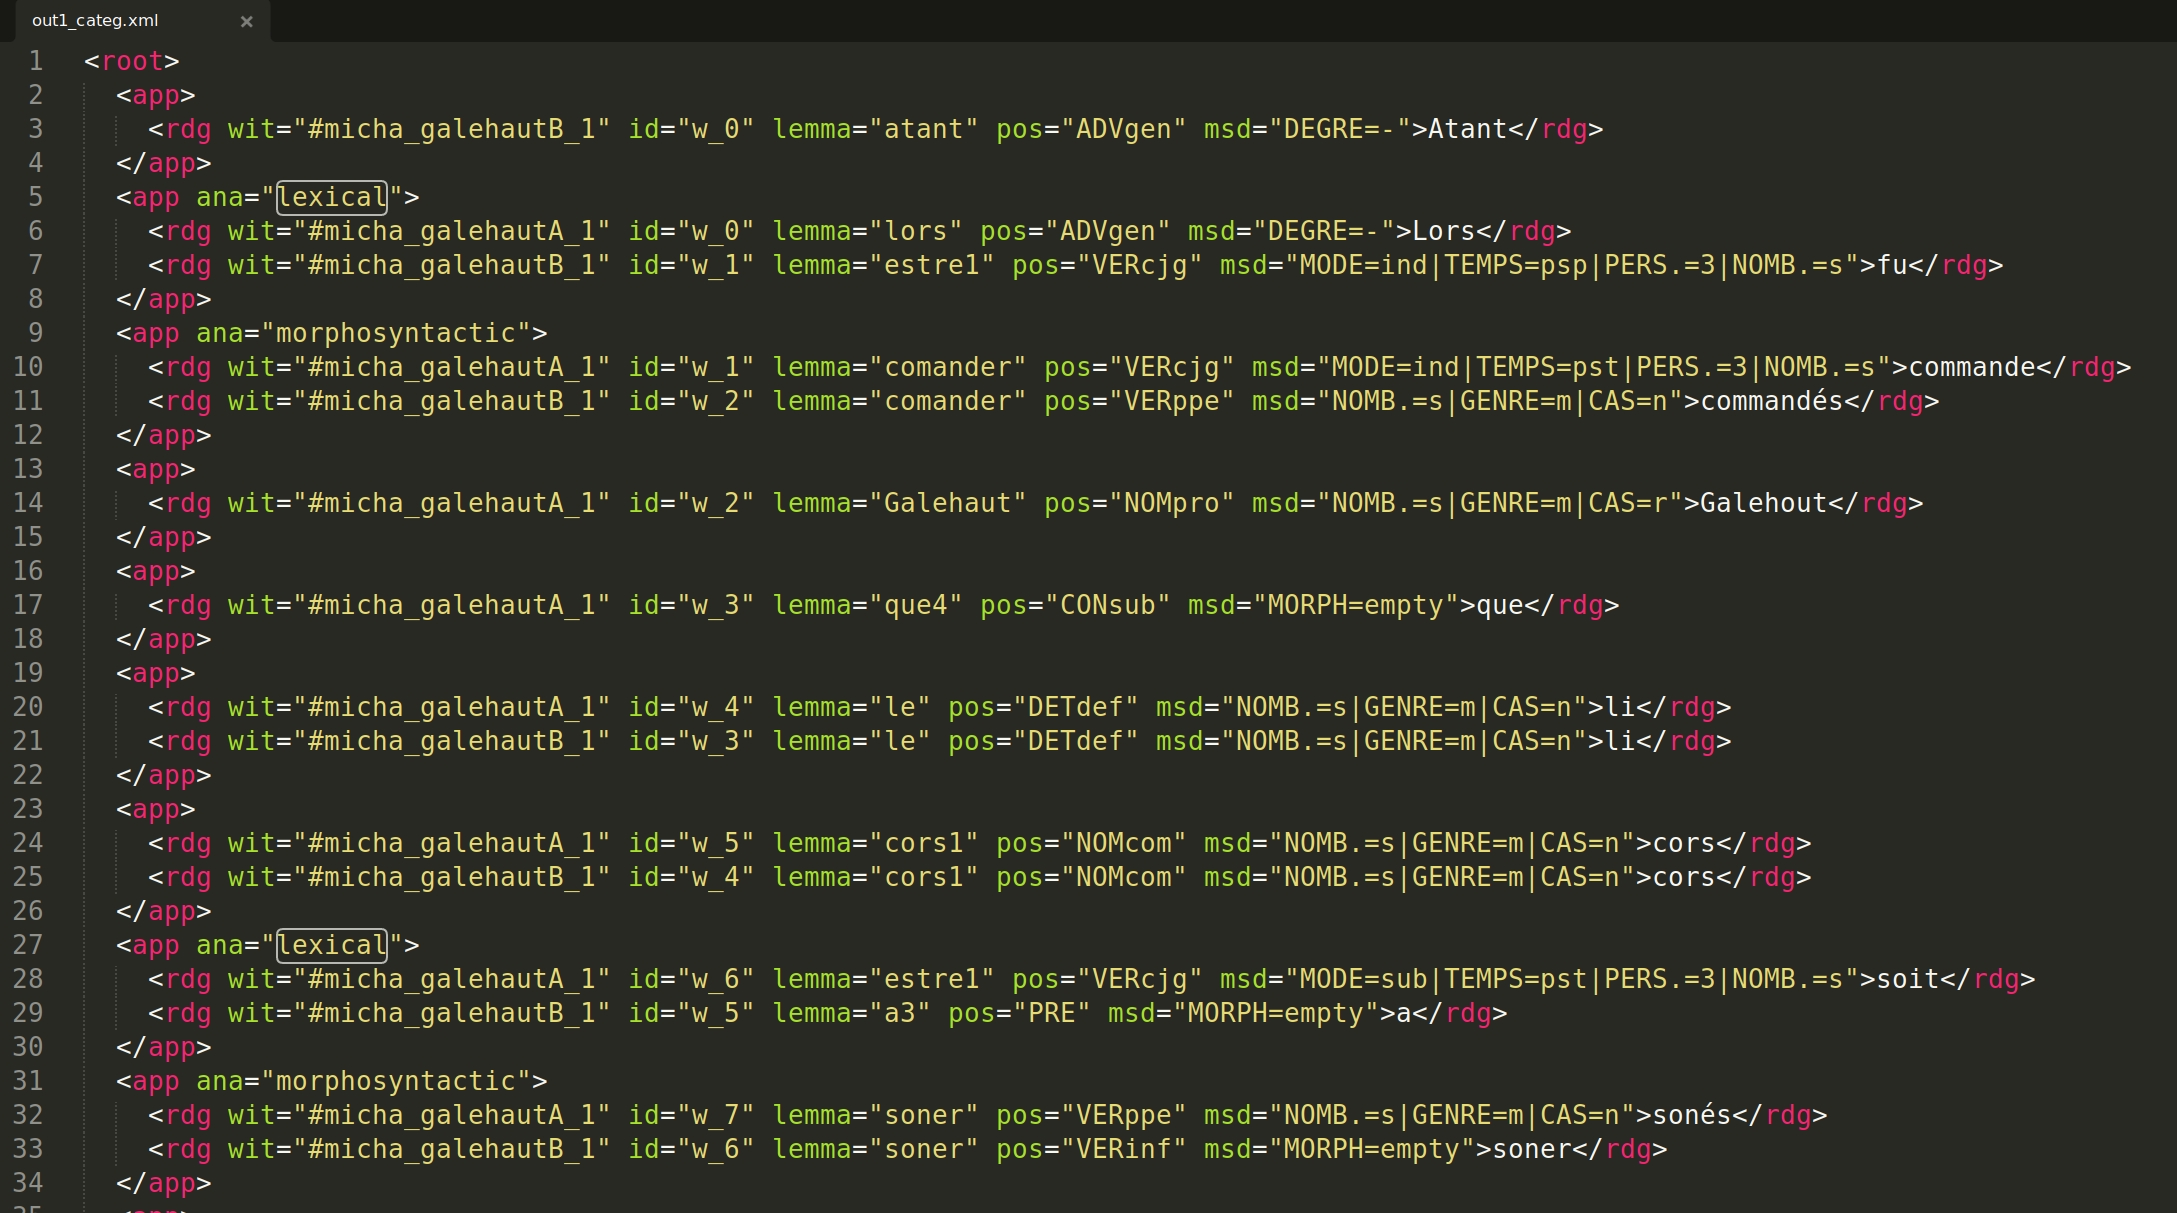 out1_categ.xml ×
1 <root>
2 <app>
3 <rdg wit="#micha_galehautB_1" id="w_0" lemma="atant" pos="ADVgen" msd="DEGRE=-">Atant</rdg>
4 </app>
5 <app ana="lexical">
6 <rdg wit="#micha_galehautA_1" id="w_0" lemma="lors" pos="ADVgen" msd="DEGRE=-">Lors</rdg>
7 <rdg wit="#micha_galehautB_1" id="w_1" lemma="estre1" pos="VERcjg" msd="MODE=ind|TEMPS=psp|PERS.=3|NOMB.=s">fu</rdg>
8 </app>
9 <app ana="morphosyntactic">
10 <rdg wit="#micha_galehautA_1" id="w_1" lemma="comander" pos="VERcjg" msd="MODE=ind|TEMPS=pst|PERS.=3|NOMB.=s">commande</rdg>
11 <rdg wit="#micha_galehautB_1" id="w_2" lemma="comander" pos="VERppe" msd="NOMB.=s|GENRE=m|CAS=n">commandés</rdg>
12 </app>
13 <app>
14 <rdg wit="#micha_galehautA_1" id="w_2" lemma="Galehaut" pos="NOMpro" msd="NOMB.=s|GENRE=m|CAS=r">Galehout</rdg>
15 </app>
16 <app>
17 <rdg wit="#micha_galehautA_1" id="w_3" lemma="que4" pos="CONsub" msd="MORPH=empty">que</rdg>
18 </app>
19 <app>
20 <rdg wit="#micha_galehautA_1" id="w_4" lemma="le" pos="DETdef" msd="NOMB.=s|GENRE=m|CAS=n">li</rdg>
21 <rdg wit="#micha_galehautB_1" id="w_3" lemma="le" pos="DETdef" msd="NOMB.=s|GENRE=m|CAS=n">li</rdg>
22 </app>
23 <app>
24 <rdg wit="#micha_galehautA_1" id="w_5" lemma="cors1" pos="NOMcom" msd="NOMB.=s|GENRE=m|CAS=n">cors</rdg>
25 <rdg wit="#micha_galehautB_1" id="w_4" lemma="cors1" pos="NOMcom" msd="NOMB.=s|GENRE=m|CAS=n">cors</rdg>
26 </app>
27 <app ana="lexical">
28 <rdg wit="#micha_galehautA_1" id="w_6" lemma="estre1" pos="VERcjg" msd="MODE=sub|TEMPS=pst|PERS.=3|NOMB.=s">soit</rdg>
29 <rdg wit="#micha_galehautB_1" id="w_5" lemma="a3" pos="PRE" msd="MORPH=empty">a</rdg>
30 </app>
31 <app ana="morphosyntactic">
32 <rdg wit="#micha_galehautA_1" id="w_7" lemma="soner" pos="VERppe" msd="NOMB.=s|GENRE=m|CAS=n">sonés</rdg>
33 <rdg wit="#micha_galehautB_1" id="w_6" lemma="soner" pos="VERinf" msd="MORPH=empty">soner</rdg>
34 </app>
35 <app>